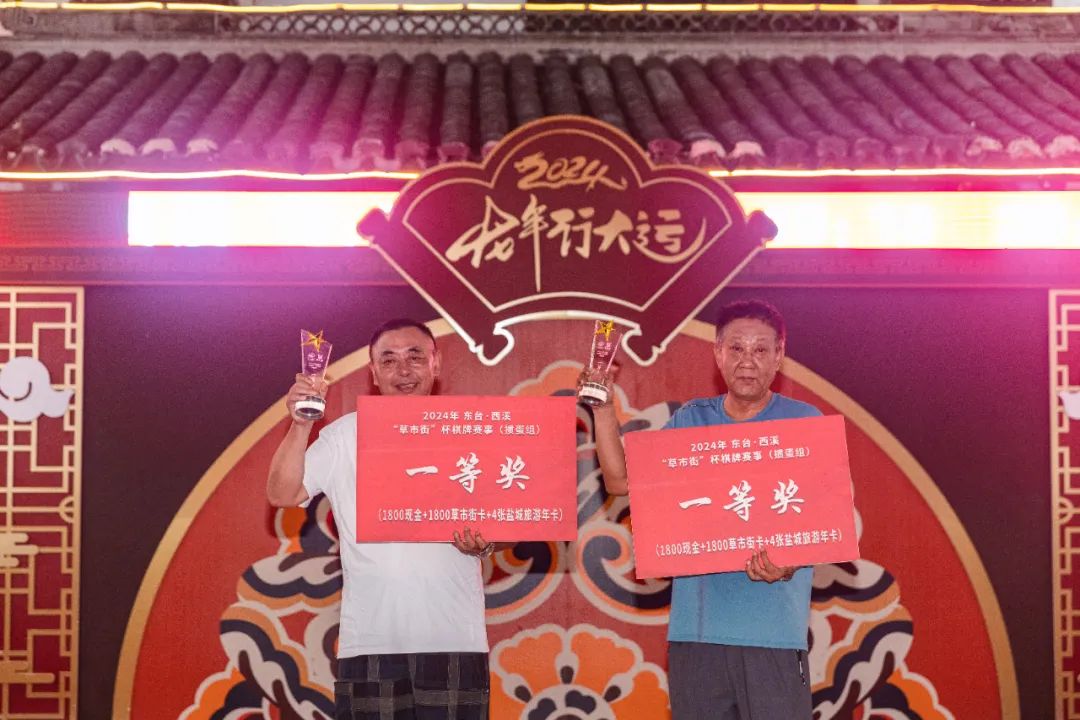 2024
龙年行大运
2024年 东台·西溪
“草市街”杯棋牌赛事（掼蛋组）
一等奖
（1800现金+1800草市街卡+4张盐城旅游年卡）
2024年 东台·西溪
“草市街”杯棋牌赛事（掼蛋组）
一等奖
（1800现金+1800草市街卡+4张盐城旅游年卡）